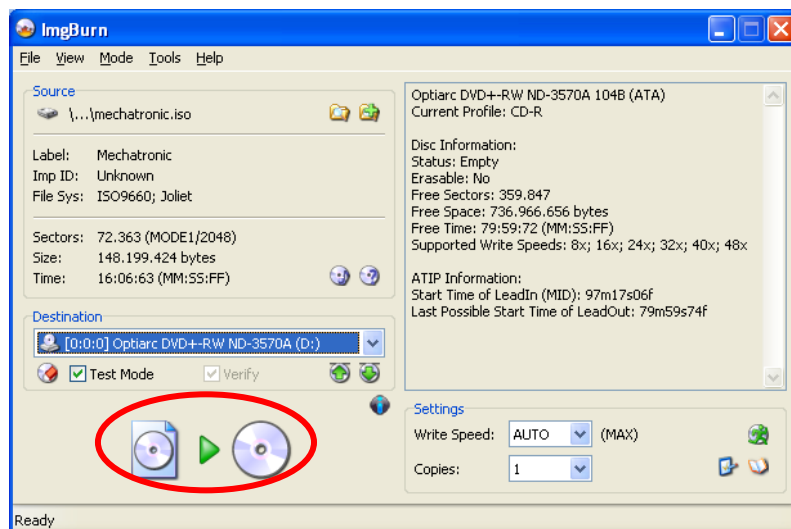 ImgBurn
File View Mode Tools Help
Source
\...\mechatronic.iso
Label: Mechatronic
Imp ID: Unknown
File Sys: ISO9660; Joliet
Sectors: 72.363 (MODE1/2048)
Size: 148.199.424 bytes
Time: 16:06:63 (MM:SS:FF)
Destination
[0:0:0] Optiarc DVD+-RW ND-3570A (D:)
Test Mode Verify
Optiarc DVD+-RW ND-3570A 104B (ATA)
Current Profile: CD-R
Disc Information:
Status: Empty
Erasable: No
Free Sectors: 359.847
Free Space: 736.966.656 bytes
Free Time: 79:59:72 (MM:SS:FF)
Supported Write Speeds: 8x; 16x; 24x; 32x; 40x; 48x
ATIP Information:
Start Time of LeadIn (MID): 97m17s06f
Last Possible Start Time of LeadOut: 79m59s74f
Settings
Write Speed: AUTO (MAX)
Copies: 1
Ready